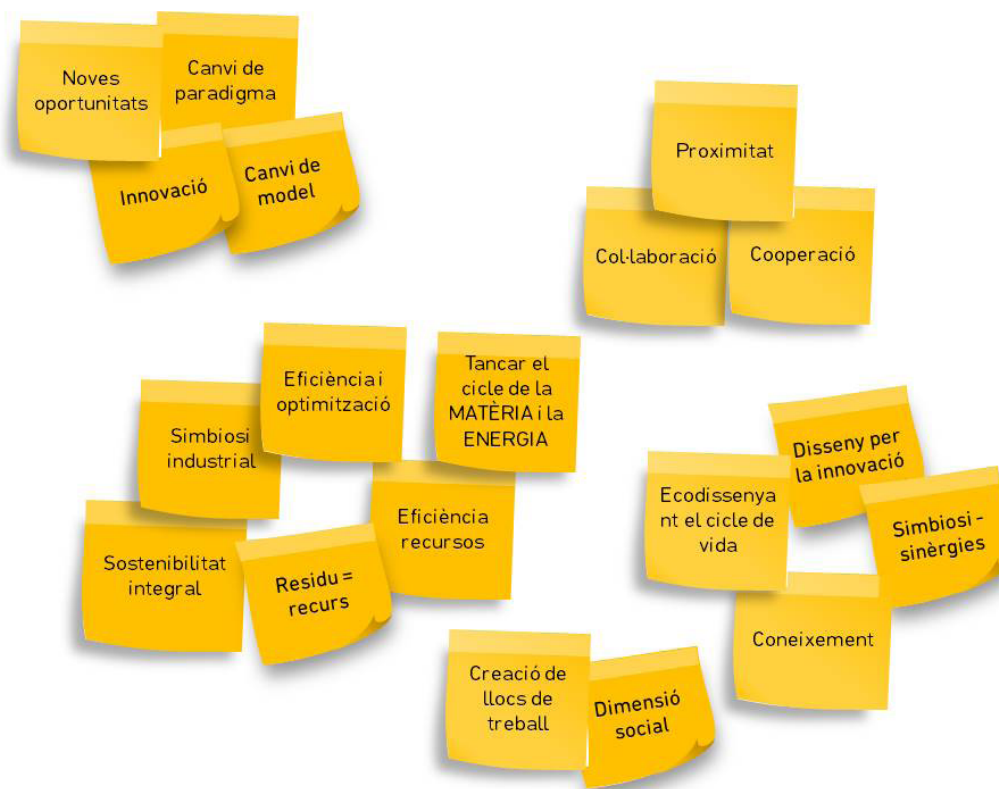 Noves
oportunitats
Canvi de
paradigma
Innovació
Canvi de
model
Proximitat
Col·laboració
Cooperació
Eficiència i
optimització
Tancar el
cicle de la
MATÈRIA i la
ENERGIA
Simbiosi
industrial
Eficiència
recursos
Sostenibilitat
integral
Residu =
recurs
Disseny per
la innovació
Ecodissenya
nt el cicle de
vida
Simbiosi -
sinèrgies
Coneixement
Creació de
llocs de
treball
Dimensió
social